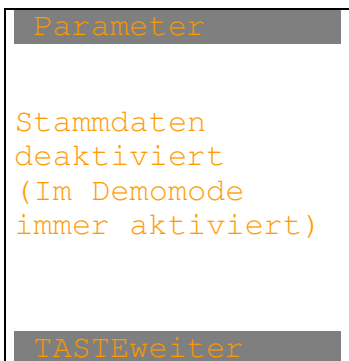 Parameter
Stammdaten
deaktiviert
(Im Demomode
immer aktiviert)
TASTEweiter